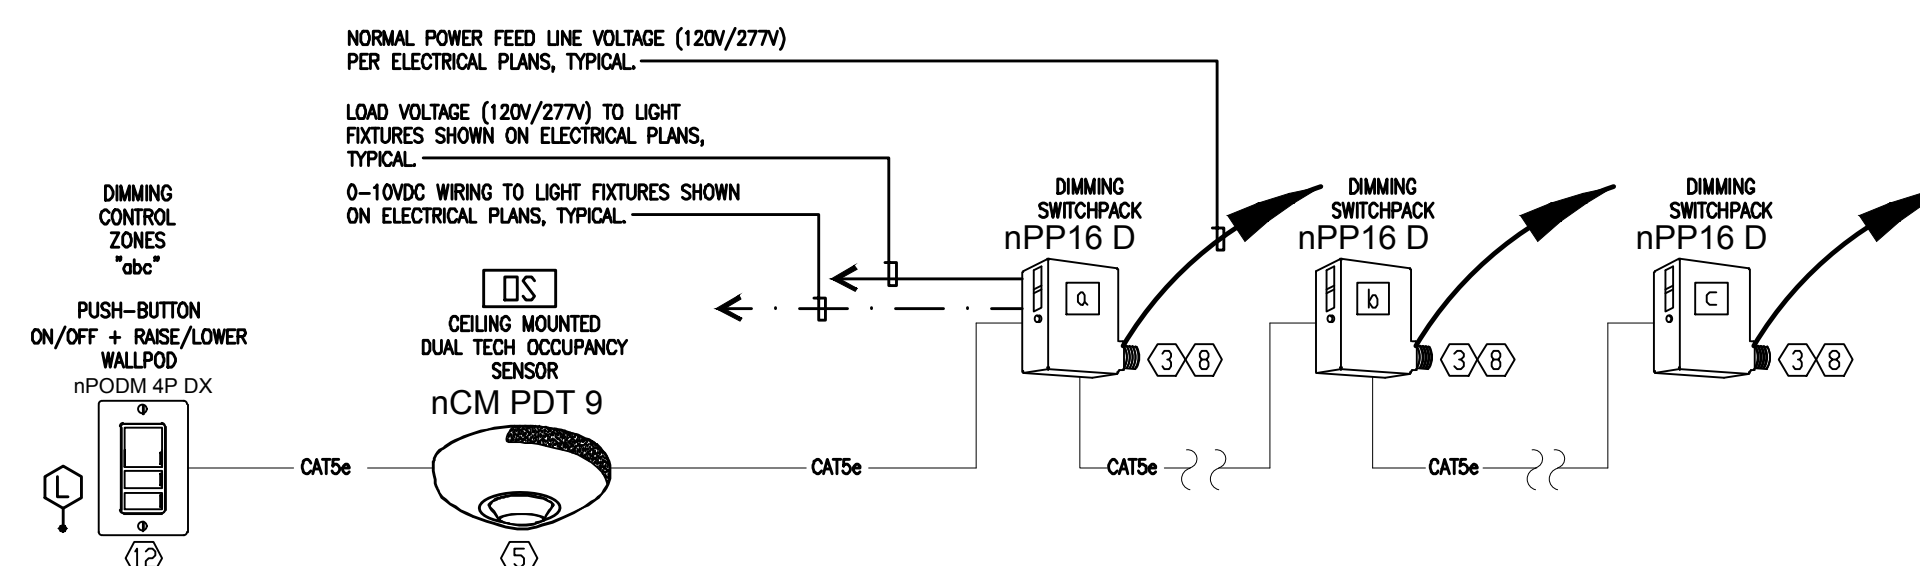 NORMAL POWER FEED LINE VOLTAGE (120V/277V)
PER ELECTRICAL PLANS, TYPICAL.
LOAD VOLTAGE (120V/277V) TO LIGHT
FIXTURES SHOWN ON ELECTRICAL PLANS,
TYPICAL.
0-10VDC WIRING TO LIGHT FIXTURES SHOWN
ON ELECTRICAL PLANS, TYPICAL.
DIMMING
CONTROL
ZONES
"abc"
PUSH-BUTTON
ON/OFF + RAISE/LOWER
WALLPOD
nPODM 4P DX
L
12
CAT5e
OS
CEILING MOUNTED
DUAL TECH OCCUPANCY
SENSOR
nCM PDT 9
5
CAT5e
DIMMING
SWITCHPACK
nPP16 D
a
3 8
CAT5e
DIMMING
SWITCHPACK
nPP16 D
b
3 8
CAT5e
DIMMING
SWITCHPACK
nPP16 D
c
3 8